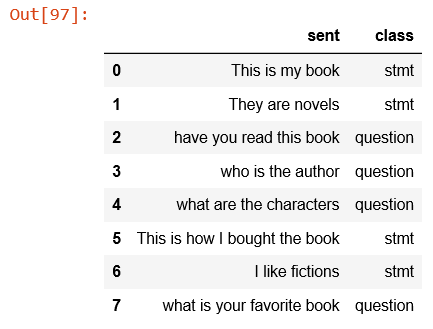 Out[97]:
sent class
0 This is my book stmt
1 They are novels stmt
2 have you read this book question
3 who is the author question
4 what are the characters question
5 This is how I bought the book stmt
6 I like fictions stmt
7 what is your favorite book question